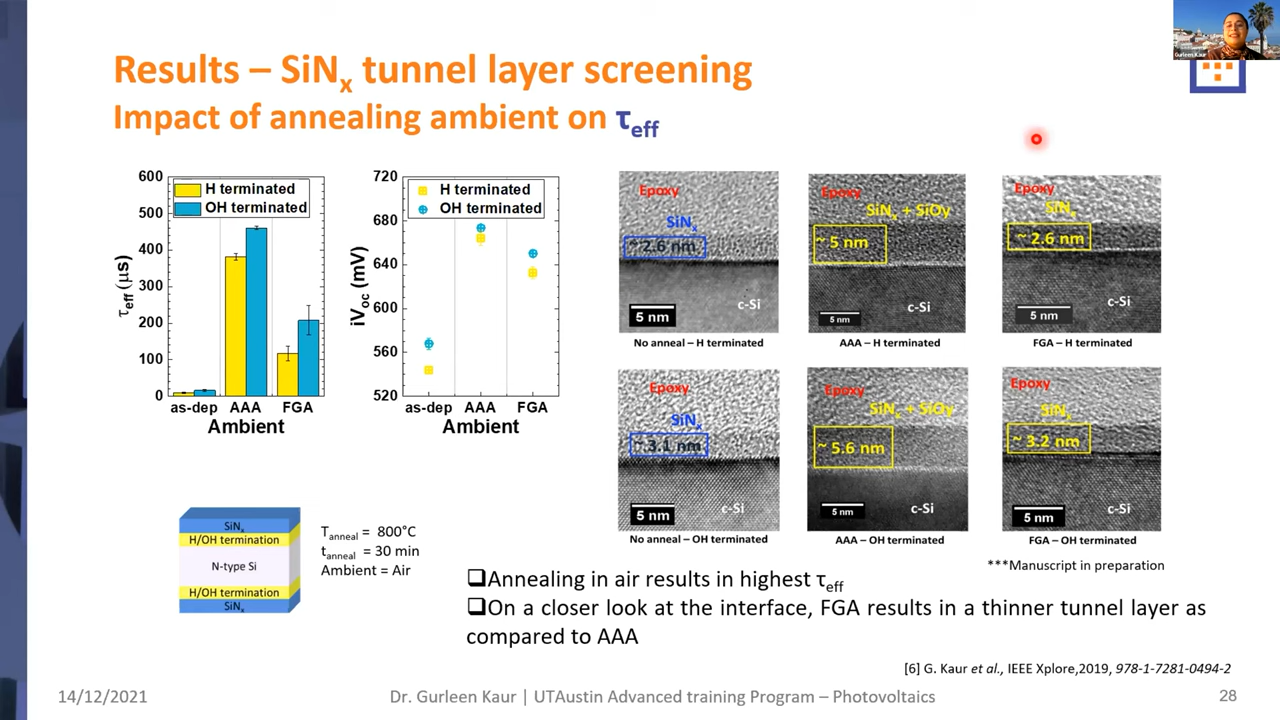 Gurleen Kaur
Results – SiNx tunnel layer screening
Impact of annealing ambient on τeff
600
500
400
300
200
100
0
τeff (μs)
H terminated
OH terminated
as-dep AAA FGA
Ambient
720
680
640
600
560
520
iVoc (mV)
H terminated
OH terminated
as-dep AAA FGA
Ambient
Epoxy
SiNx
~ 2.6 nm
c-Si
5 nm
No anneal – H terminated
Epoxy
SiNx + SiOy
~ 5 nm
c-Si
5 nm
AAA – H terminated
Epoxy
SiNx
~ 2.6 nm
c-Si
5 nm
FGA – H terminated
Epoxy
SiNx
~ 3.1 nm
c-Si
5 nm
No anneal – OH terminated
Epoxy
SiNx + SiOy
~ 5.6 nm
c-Si
5 nm
AAA – OH terminated
Epoxy
SiNx
~ 3.2 nm
c-Si
5 nm
FGA – OH terminated
SiNx
H/OH termination
N-type Si
H/OH termination
SiNx
Tanneal = 800°C
tanneal = 30 min
Ambient = Air
***Manuscript in preparation
❑Annealing in air results in highest τeff
❑On a closer look at the interface, FGA results in a thinner tunnel layer as
compared to AAA
[6] G. Kaur et al., IEEE Xplore,2019, 978-1-7281-0494-2
14/12/2021
Dr. Gurleen Kaur | UTAustin Advanced training Program – Photovoltaics
28